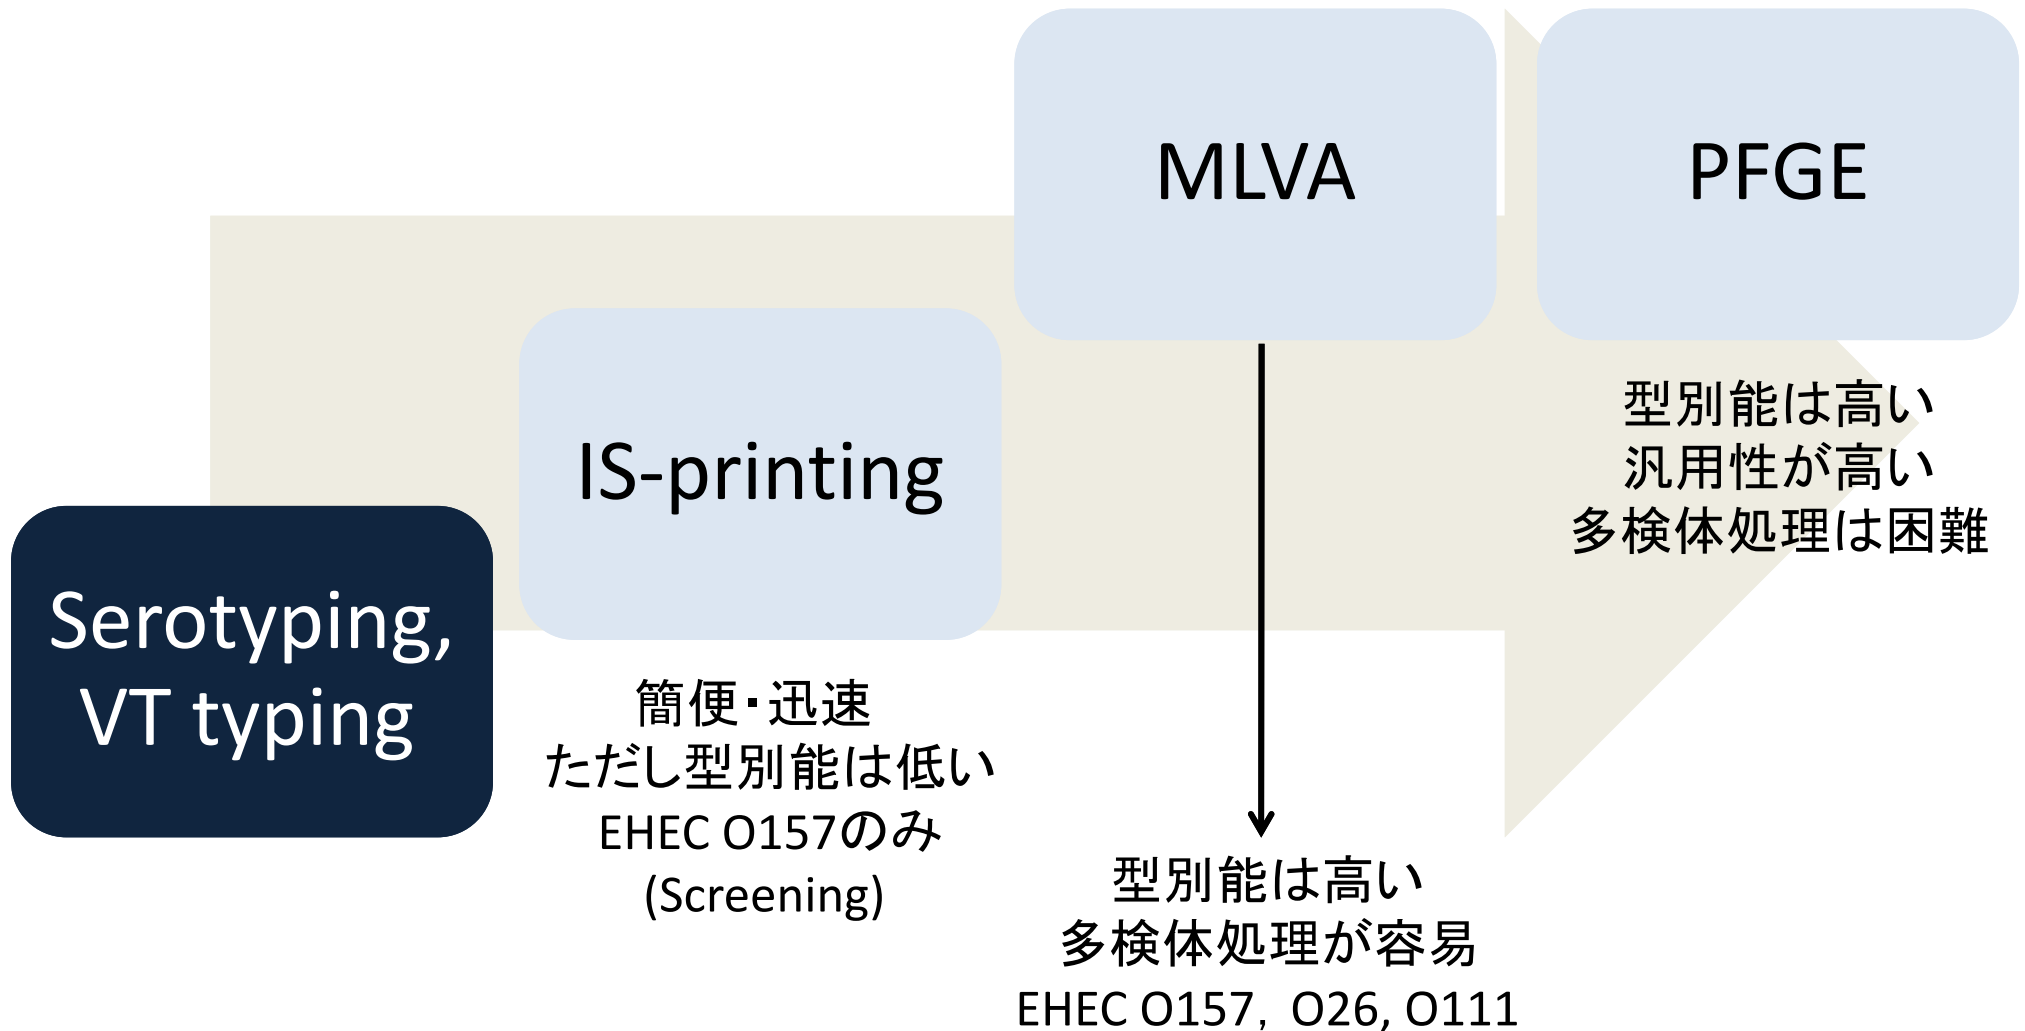 Serotyping,
VT typing
IS-printing
簡便・迅速
ただし型別能は低い
EHEC O157のみ
(Screening)
MLVA
型別能は高い
多検体処理が容易
EHEC O157, O26, O111
PFGE
型別能は高い
汎用性が高い
多検体処理は困難